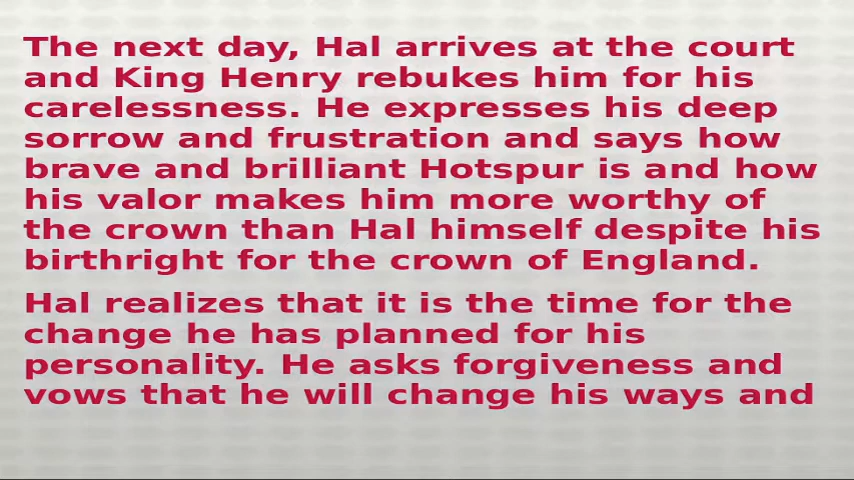 The next day, Hal arrives at the court
and King Henry rebukes him for his
carelessness. He expresses his deep
sorrow and frustration and says how
brave and brilliant Hotspur is and how
his valor makes him more worthy of
the crown than Hal himself despite his
birthright for the crown of England.
Hal realizes that it is the time for the
change he has planned for his
personality. He asks forgiveness and
vows that he will change his ways and